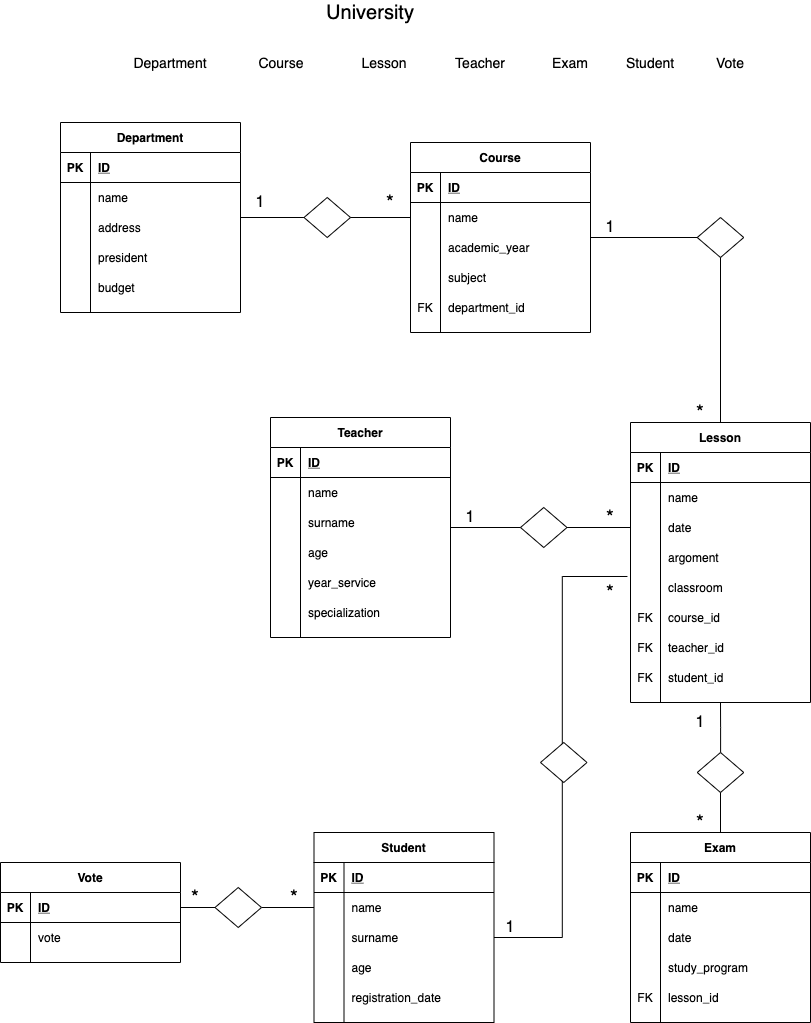 University
Department Course Lesson Teacher Exam Student Vote
Department
PK ID
name
address
president
budget
1
*
Course
PK ID
name
academic_year
subject
FK department_id
1
*
Teacher
PK ID
name
surname
age
year_service
specialization
1
*
*
Lesson
PK ID
name
date
argoment
classroom
FK course_id
FK teacher_id
FK student_id
1
*
Vote
PK ID
vote
*
*
Student
PK ID
name
surname
age
registration_date
1
Exam
PK ID
name
date
study_program
FK lesson_id